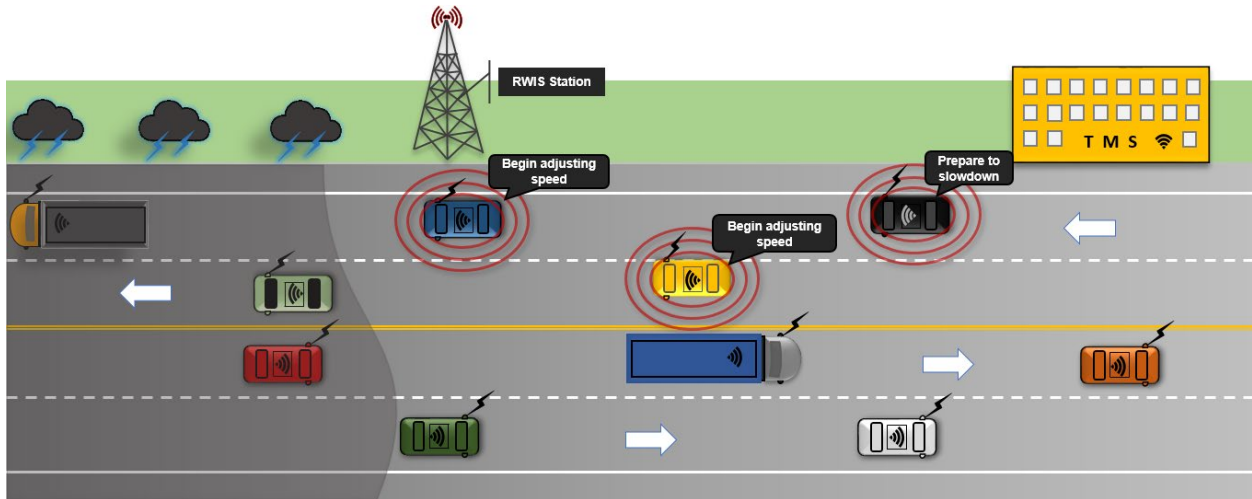 RWIS Station
Begin adjusting
speed
Prepare to
slowdown
T M S
Begin adjusting
speed